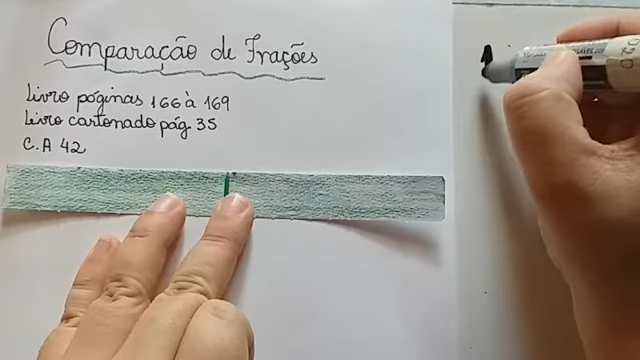 Comparação de Frações
Livro páginas 166 à 169
Livro cartonado pág. 35
C.A 42